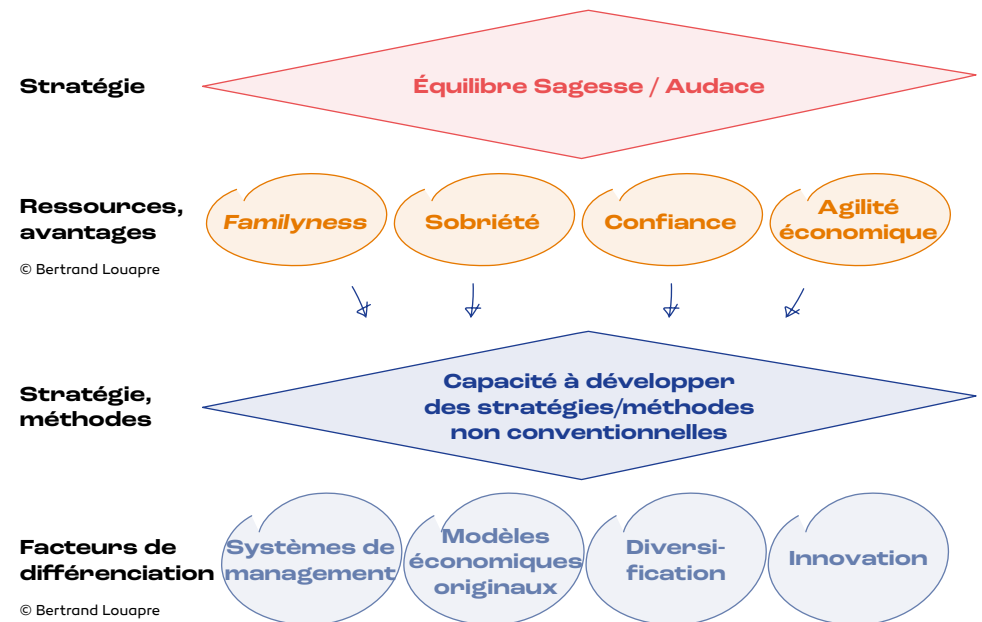 Stratégie
Équilibre Sagesse / Audace
Ressources,
avantages
© Bertrand Louapre
Familyness
Sobriété
Confiance
Agilité
économique
Stratégie,
méthodes
Capacité à développer
des stratégies/méthodes
non conventionnelles
Facteurs de
différenciation
© Bertrand Louapre
Systèmes de
management
Modèles
économiques
originaux
Diversi-
fication
Innovation